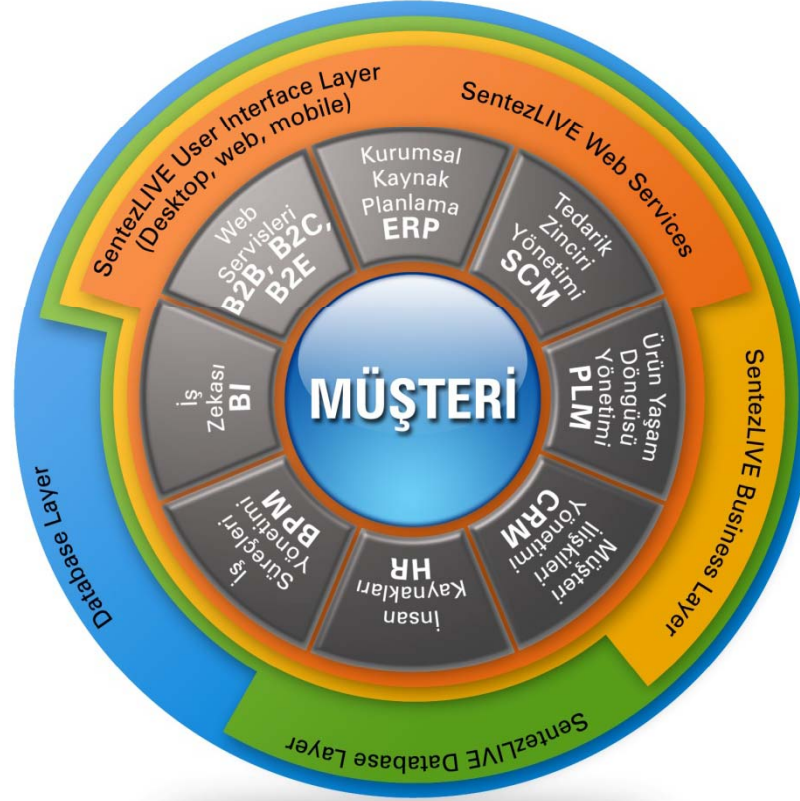 SentezLIVE User Interface Layer
(Desktop, web, mobile)
SentezLIVE Web Services
SentezLIVE Business Layer
SentezLIVE Database Layer
Database Layer
Kurumsal
Kaynak
Planlama
ERP
Tedarik
Zinciri
Yönetimi
SCM
Ürün Yaşam
Döngüsü
Yönetimi
PLM
Müşteri
İlişkileri
Yönetimi
CRM
İnsan
Kaynakları
HR
İş
Süreçleri
Yönetimi
BPM
İş
Zekası
BI
Web
Servisleri
B2B, B2C,
B2E
MÜŞTERİ